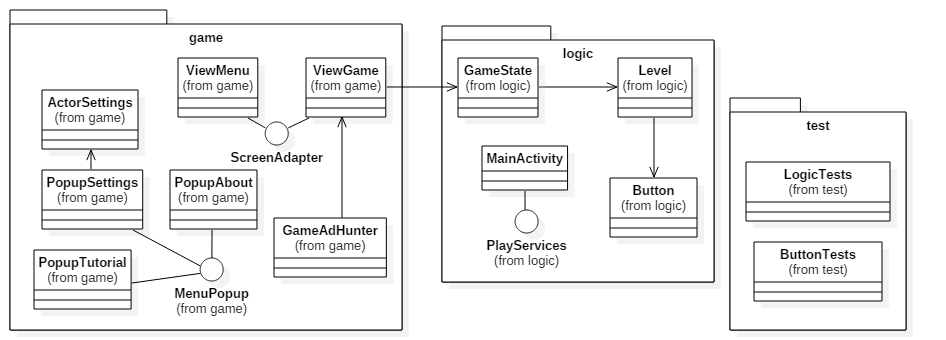 game
ViewMenu
(from game)
ViewGame
(from game)
ActorSettings
(from game)
ScreenAdapter
PopupSettings
(from game)
PopupAbout
(from game)
GameAdHunter
(from game)
PopupTutorial
(from game)
MenuPopup
(from game)
logic
GameState
(from logic)
Level
(from logic)
MainActivity
Button
(from logic)
PlayServices
(from logic)
test
LogicTests
(from test)
ButtonTests
(from test)